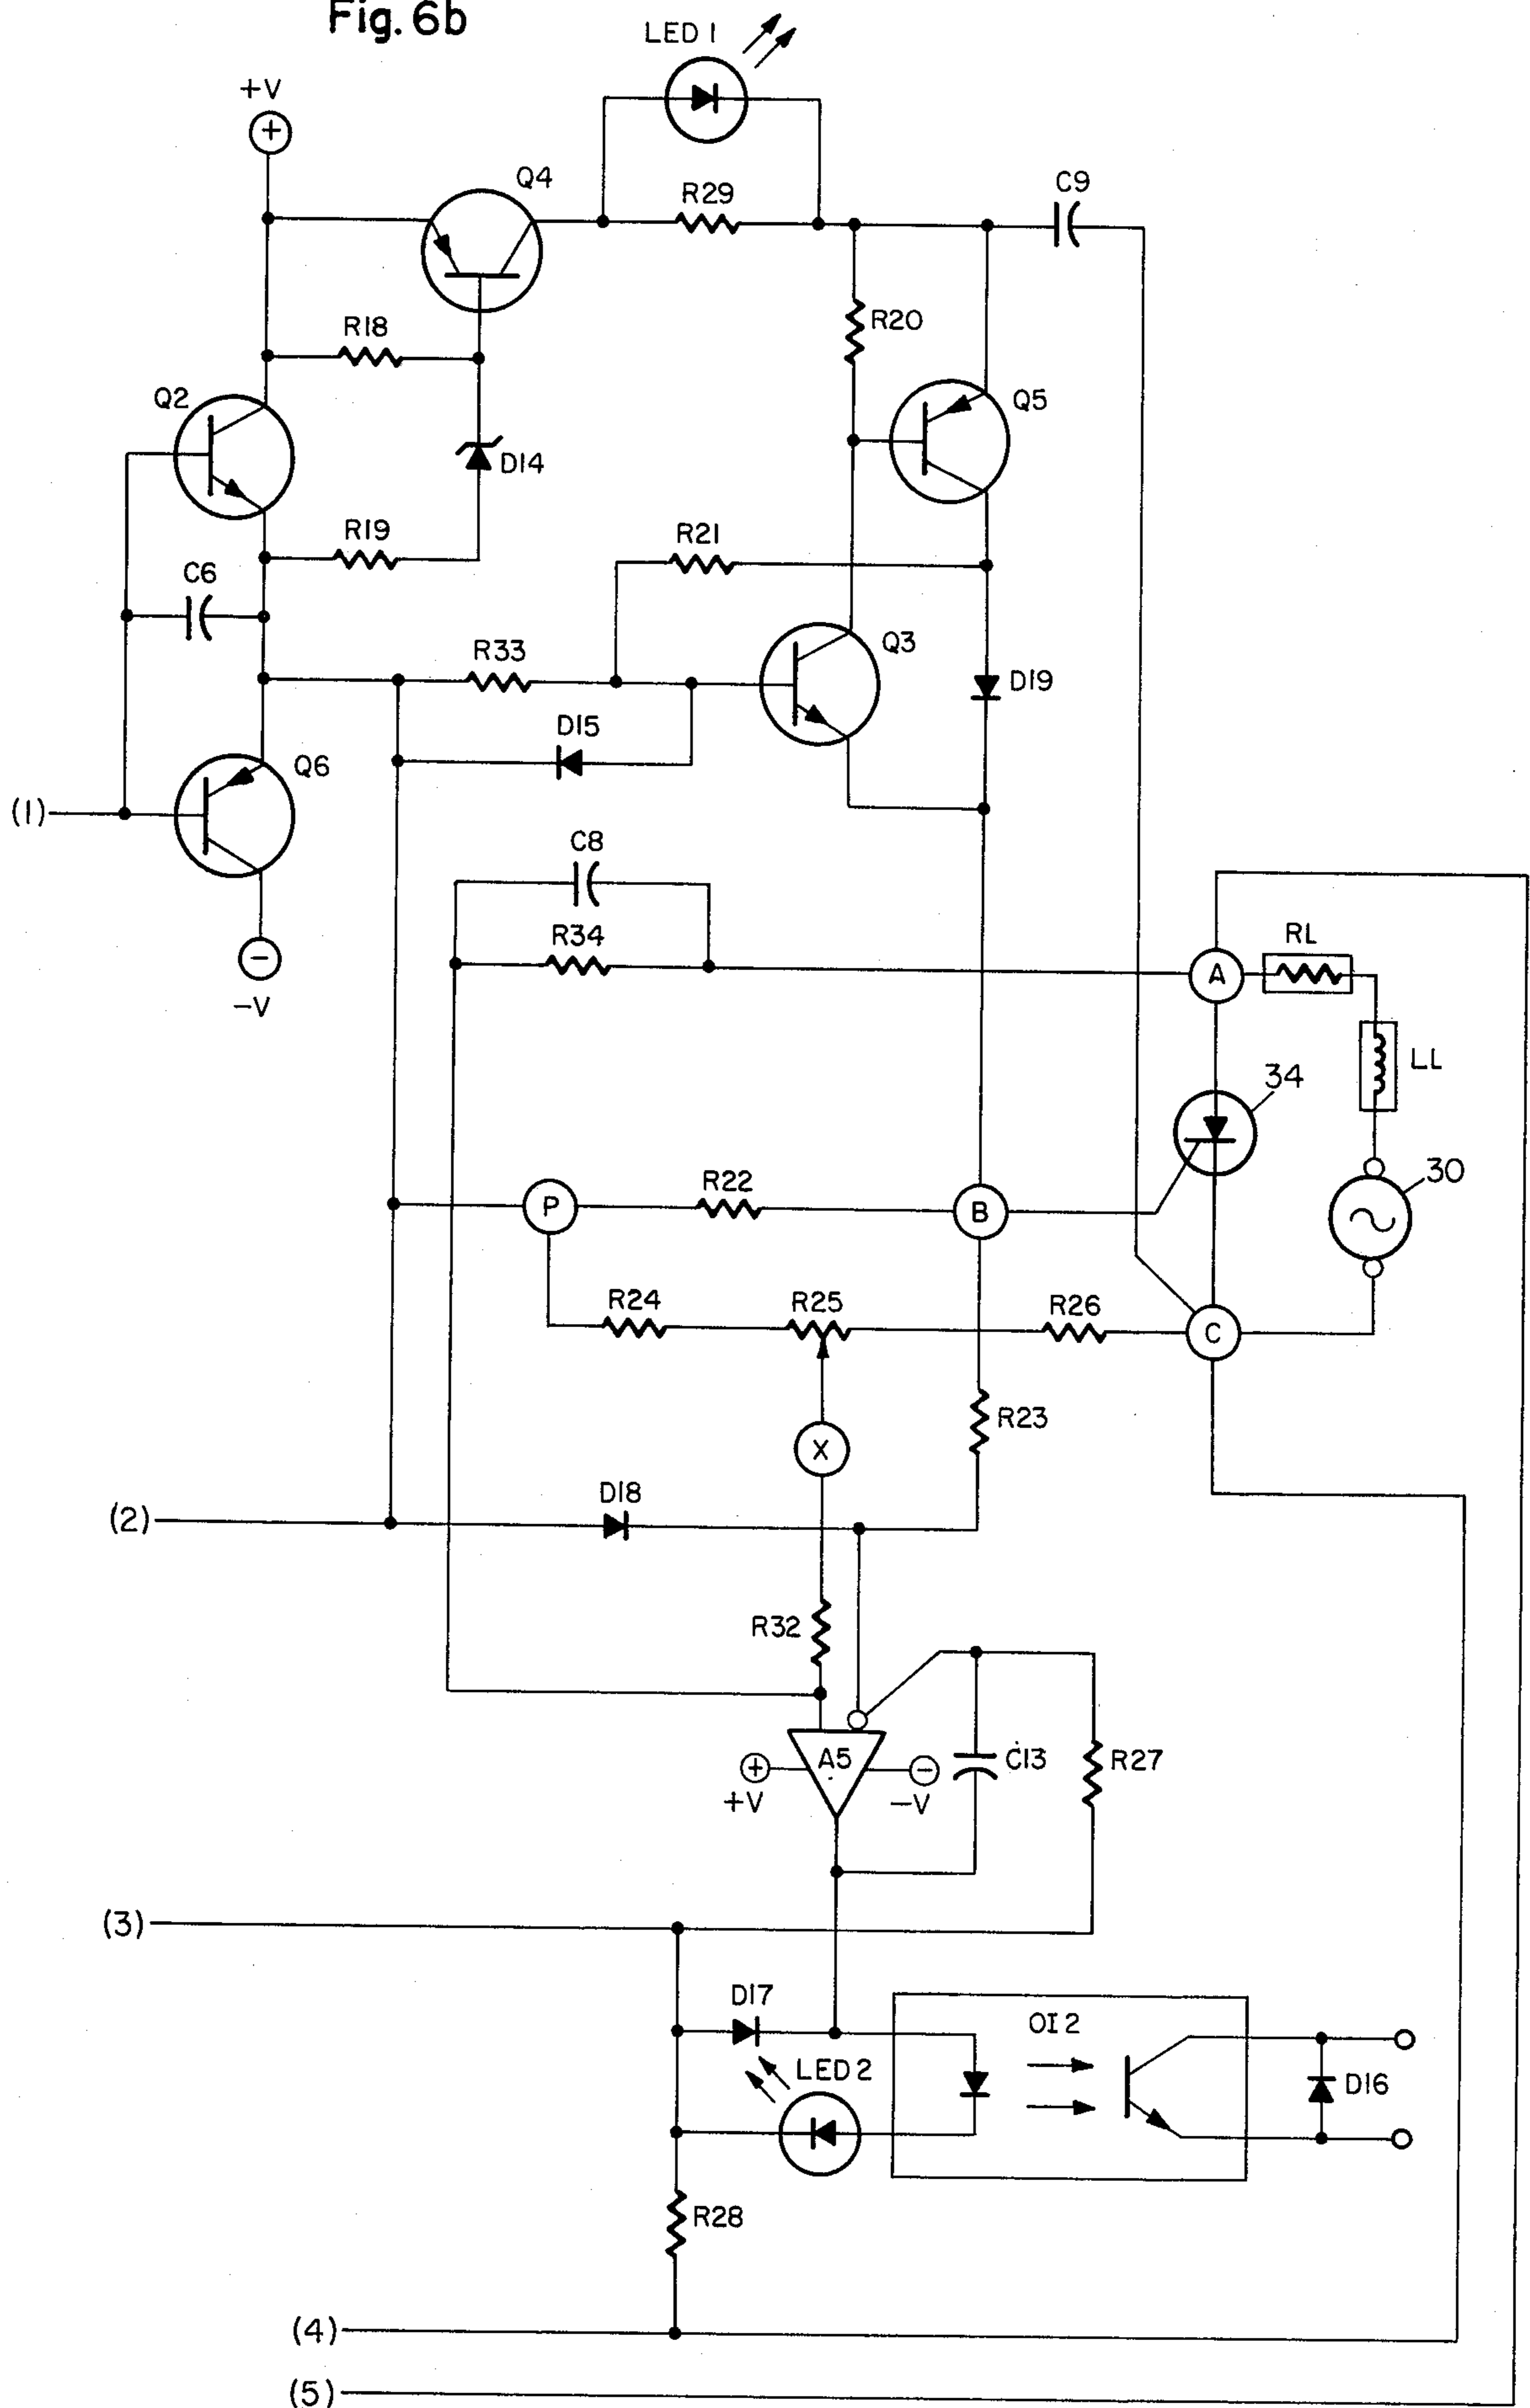 Fig. 6b
LED 1
+V
+
Q4
R29
C9
R18
R20
Q2
Q5
D14
R19
R21
C6
R33
Q3
D19
D15
Q6
(1)
C8
R34
RL
A
−
−V
LL
34
30
R22
P
B
R24
R25
R26
C
R23
X
D18
(2)
R32
A5
+
−
+V
−V
C13
R27
(3)
D17
OI 2
LED 2
D16
R28
(4)
(5)